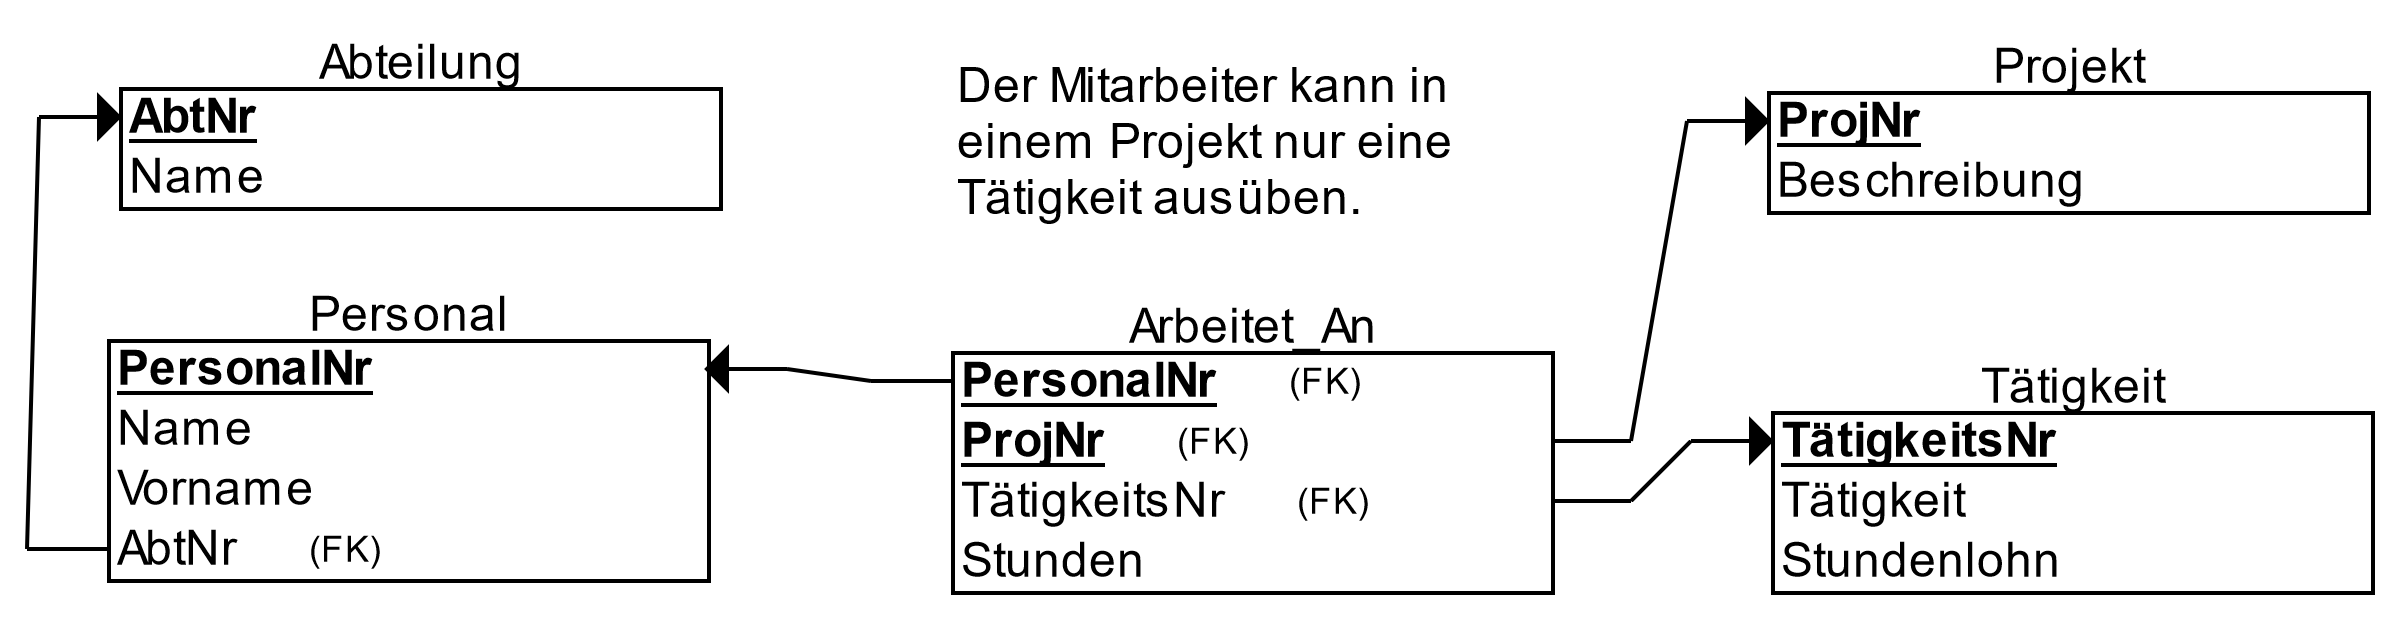 Abteilung
AbtNr
Name
Der Mitarbeiter kann in
einem Projekt nur eine
Tätigkeit ausüben.
Projekt
ProjNr
Beschreibung
Personal
PersonalNr
Name
Vorname
AbtNr (FK)
Arbeitet_An
PersonalNr (FK)
ProjNr (FK)
TätigkeitsNr (FK)
Stunden
Tätigkeit
TätigkeitsNr
Tätigkeit
Stundenlohn